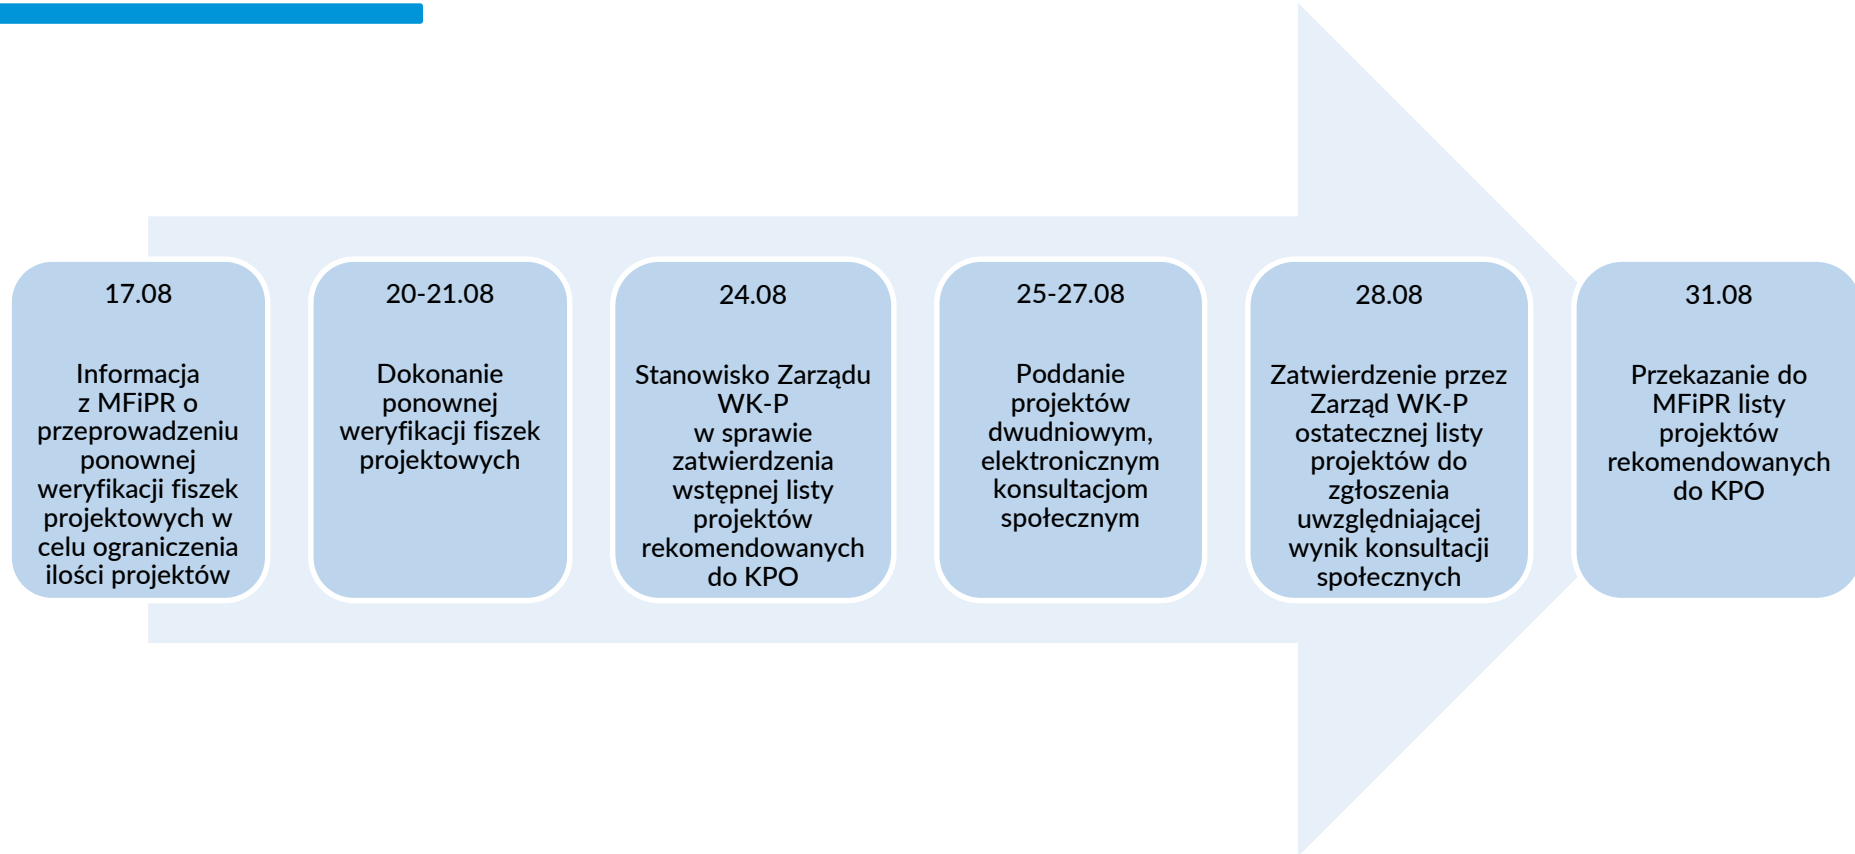 17.08
Informacja
z MFiPR o
przeprowadzeniu
ponownej
weryfikacji fiszek
projektowych w
celu ograniczenia
ilości projektów
20-21.08
Dokonanie
ponownej
weryfikacji fiszek
projektowych
24.08
Stanowisko Zarządu
WK-P
w sprawie
zatwierdzenia
wstępnej listy
projektów
rekomendowanych
do KPO
25-27.08
Poddanie
projektów
dwudniowym,
elektronicznym
konsultacjom
społecznym
28.08
Zatwierdzenie przez
Zarząd WK-P
ostatecznej listy
projektów do
zgłoszenia
uwzględniającej
wynik konsultacji
społecznych
31.08
Przekazanie do
MFiPR listy
projektów
rekomendowanych
do KPO